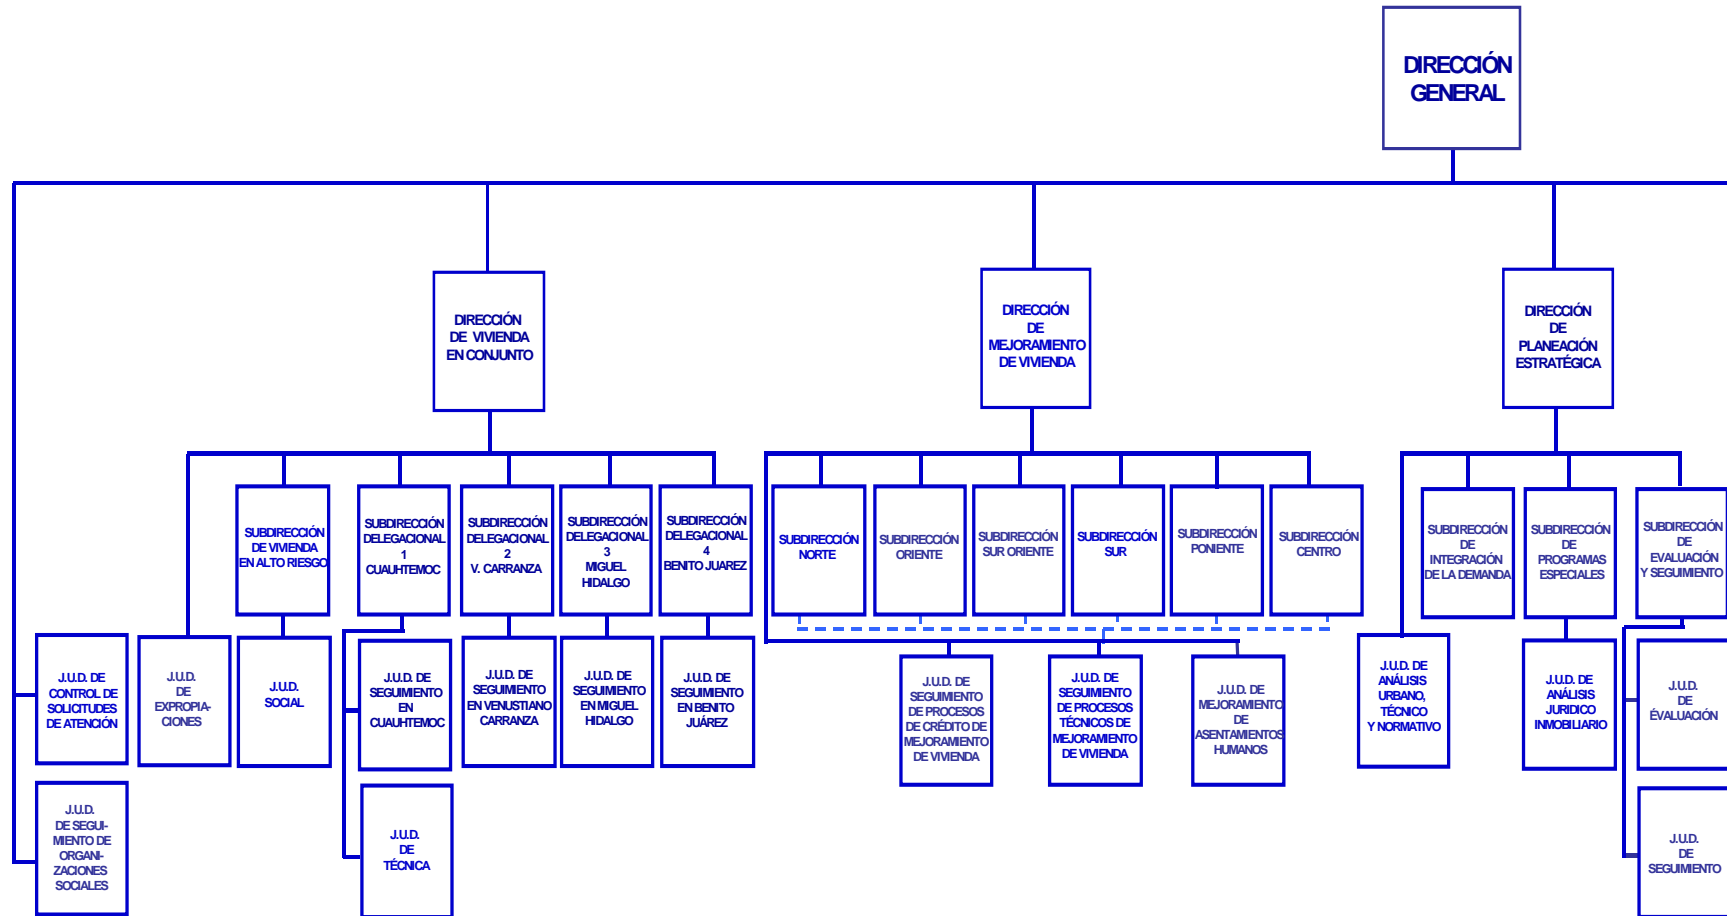 DIRECCIÓN
GENERAL
DIRECCIÓN
DE VIVIENDA
EN CONJUNTO
DIRECCIÓN
DE
MEJORAMIENTO
DE VIVIENDA
DIRECCIÓN
DE
PLANEACIÓN
ESTRATÉGICA
SUBDIRECCIÓN
DE VIVIENDA
EN ALTO RIESGO
SUBDIRECCIÓN
DELEGACIONAL
1
CUAUHTEMOC
SUBDIRECCIÓN
DELEGACIONAL
2
V. CARRANZA
SUBDIRECCIÓN
DELEGACIONAL
3
MIGUEL
HIDALGO
SUBDIRECCIÓN
DELEGACIONAL
4
BENITO JUAREZ
SUBDIRECCIÓN
NORTE
SUBDIRECCIÓN
ORIENTE
SUBDIRECCIÓN
SUR ORIENTE
SUBDIRECCIÓN
SUR
SUBDIRECCIÓN
PONIENTE
SUBDIRECCIÓN
CENTRO
SUBDIRECCIÓN
DE
INTEGRACIÓN
DE LA DEMANDA
SUBDIRECCIÓN
DE
PROGRAMAS
ESPECIALES
SUBDIRECCIÓN
DE
EVALUACIÓN
Y SEGUIMIENTO
J.U.D. DE
CONTROL DE
SOLICITUDES
DE ATENCIÓN
J.U.D.
DE
EXPROPIA-
CIONES
J.U.D.
SOCIAL
J.U.D. DE
SEGUIMIENTO
EN
CUAUHTEMOC
J.U.D. DE
SEGUIMIENTO
EN VENUSTIANO
CARRANZA
J.U.D. DE
SEGUIMIENTO
EN MIGUEL
HIDALGO
J.U.D. DE
SEGUIMIENTO
EN BENITO
JUÁREZ
J.U.D. DE
SEGUIMIENTO
DE PROCESOS
DE CRÉDITO DE
MEJORAMIENTO
DE VIVIENDA
J.U.D. DE
SEGUIMIENTO
DE PROCESOS
TÉCNICOS DE
MEJORAMIENTO
DE VIVIENDA
J.U.D. DE
MEJORAMIENTO
DE
ASENTAMIENTOS
HUMANOS
J.U.D. DE
ANÁLISIS
URBANO,
TÉCNICO
Y NORMATIVO
J.U.D. DE
ANÁLISIS
JURIDICO
INMOBILIARIO
J.U.D.
DE
ÉVALUACIÓN
J.U.D.
DE SEGUI-
MIENTO DE
ORGANI-
ZACIONES
SOCIALES
J.U.D.
DE
TÉCNICA
J.U.D.
DE
SEGUIMIENTO